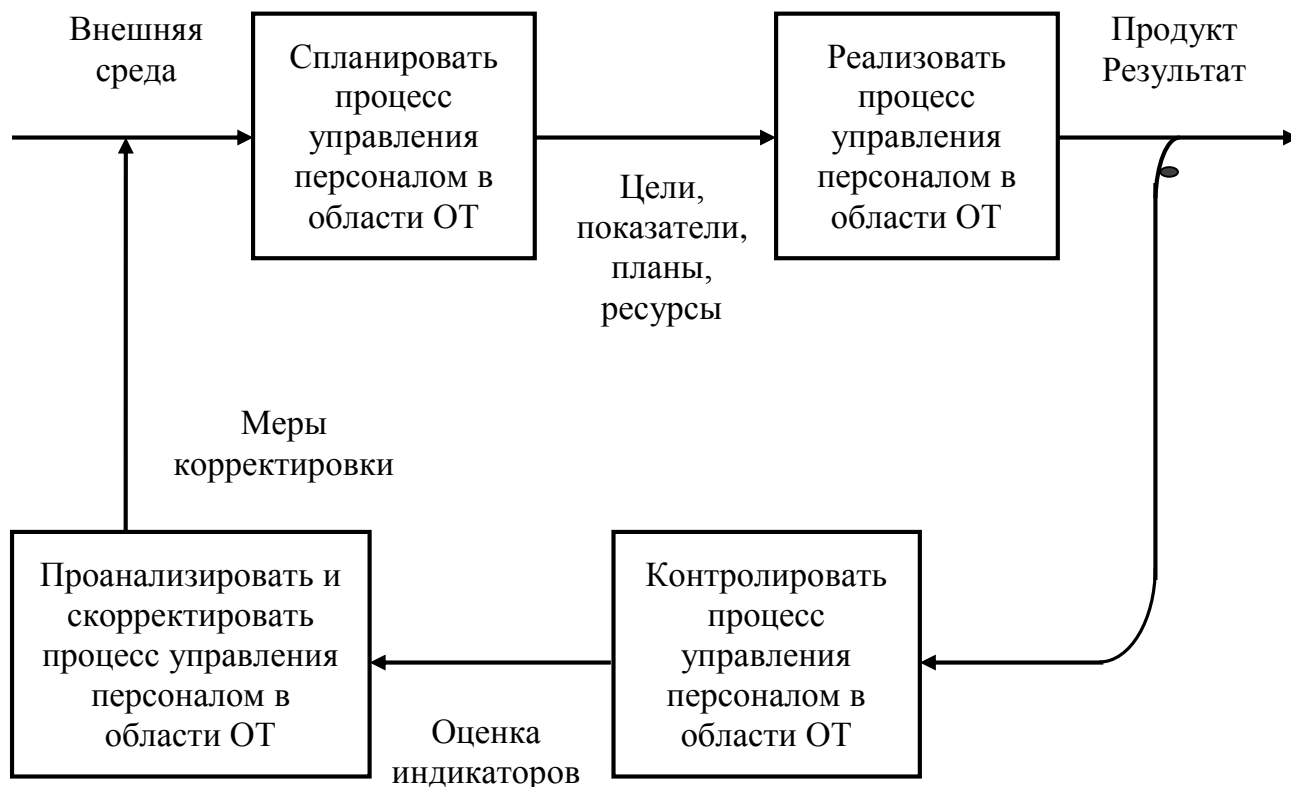 Внешняя
среда
Спланировать
процесс
управления
персоналом в
области ОТ
Цели,
показатели,
планы,
ресурсы
Реализовать
процесс
управления
персоналом в
области ОТ
Продукт
Результат
Меры
корректировки
Проанализировать и
скорректировать
процесс управления
персоналом в
области ОТ
Оценка
индикаторов
Контролировать
процесс
управления
персоналом в
области ОТ